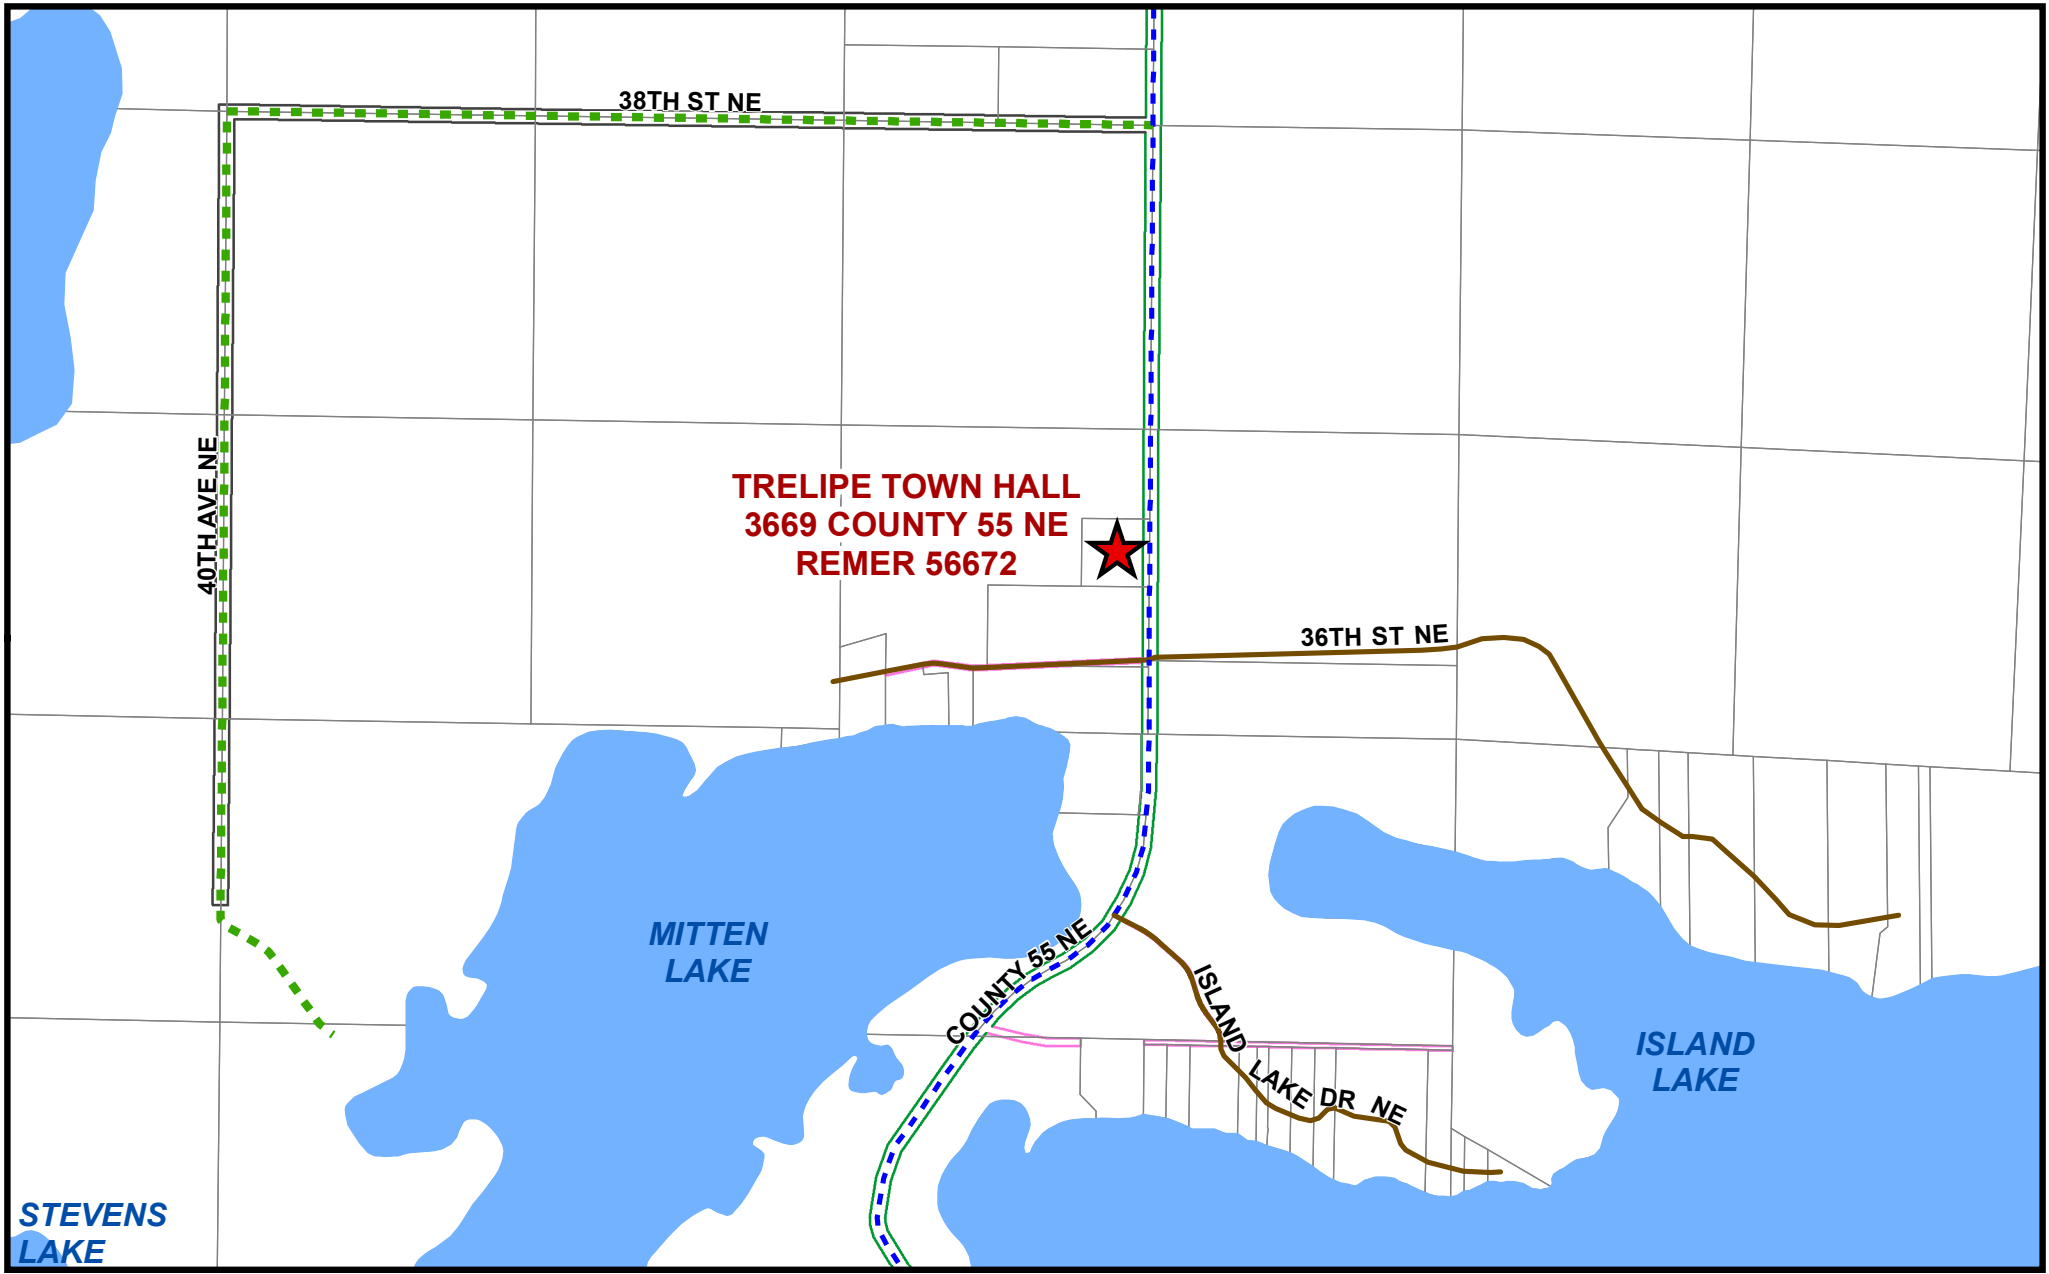 38TH ST NE
40TH AVE NE
TRELIPE TOWN HALL
3669 COUNTY 55 NE
REMER 56672
36TH ST NE
MITTEN
LAKE
COUNTY 55 NE
ISLAND LAKE DR NE
ISLAND
LAKE
STEVENS
LAKE